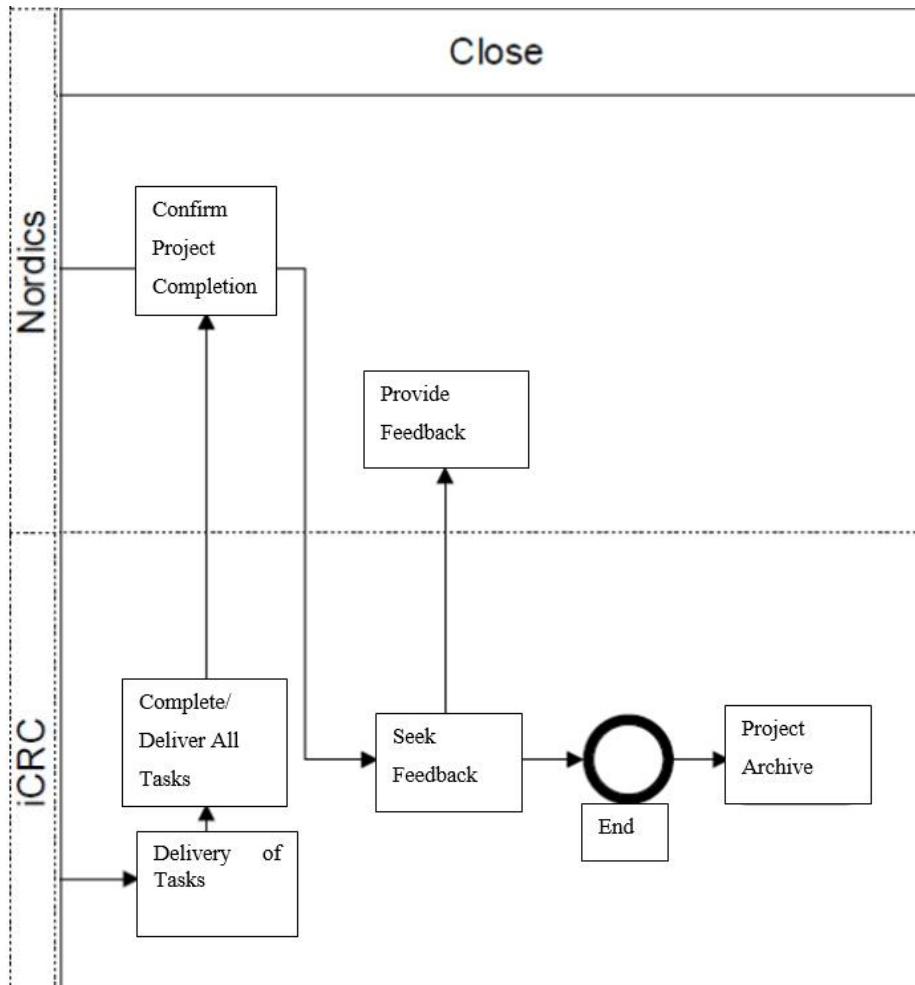 Close
Nordics
Confirm
Project
Completion
Provide
Feedback
iCRC
Complete/
Deliver All
Tasks
Delivery of
Tasks
Seek
Feedback
End
Project
Archive